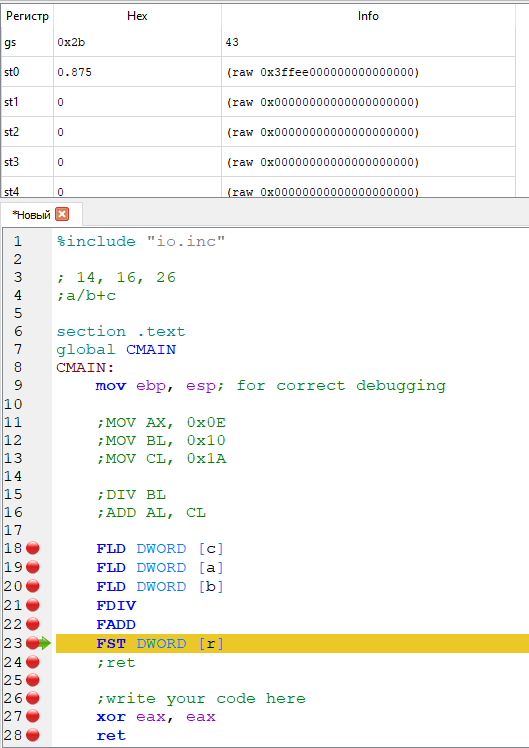 Регистр Hex Info
gs 0x2b 43
st0 0.875 (raw 0x3ffee000000000000000)
st1 0 (raw 0x00000000000000000000)
st2 0 (raw 0x00000000000000000000)
st3 0 (raw 0x00000000000000000000)
st4 0 (raw 0x00000000000000000000)
*Новый
1 %include "io.inc"
2
3 ; 14, 16, 26
4 ;a/b+c
5
6 section .text
7 global CMAIN
8 CMAIN:
9 mov ebp, esp; for correct debugging
10
11 ;MOV AX, 0x0E
12 ;MOV BL, 0x10
13 ;MOV CL, 0x1A
14
15 ;DIV BL
16 ;ADD AL, CL
17
18 FLD DWORD [c]
19 FLD DWORD [a]
20 FLD DWORD [b]
21 FDIV
22 FADD
23 FST DWORD [r]
24 ;ret
25
26 ;write your code here
27 xor eax, eax
28 ret